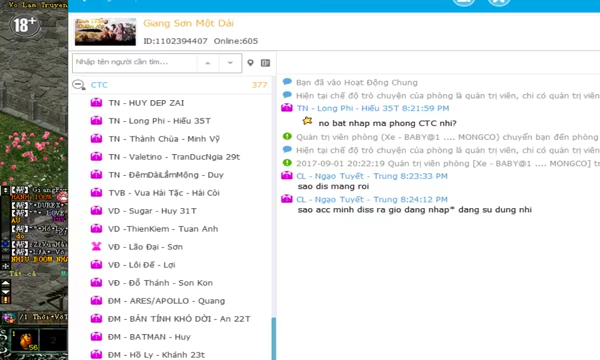 Võ Lâm Truyền
18+
Giang Sơn Một Dải
ID:1102394407 Online:605
Nhập tên người cần tìm...
CTC 377
TN - HUY DEP ZAI
TN - Long Phi - Hiếu 35T
TN - Thành Chùa - Minh Vỹ
TN - Valetino - TranDucNgia 29t
TN - ĐêmDàiLắmMộng - Duy
TVB - Vua Hải Tặc - Hải Còi
VD - Sugar - Huy 31T
VD -ThienKiem - Tuan Anh
VĐ - Lão Đại - Sơn
VĐ - Lôi Đế - Lợi
VĐ - Đỗ Thánh - Son Kon
ĐM - ARES/APOLLO - Quang
ĐM - BẢN TÍNH KHÓ DỜI - An 22T
ĐM - BATMAN - Huy
ĐM - Hồ Ly - Khánh 23t
Bạn đã vào Hoạt Động Chung
Hiện tại chế độ trò chuyện của phòng là quản trị viên, chỉ có quản trị
TN - Long Phi - Hiếu 35T 8:21:59 PM
no bat nhap ma phong CTC nhi?
Quản trị viên phòng [Xe - BABY@1 .... MONGCO) chuyển bạn đến phòng
Hiện tại chế độ trò chuyện của phòng là quản trị viên, chỉ có quản trị
2017-09-01 20:22:19 Quản trị viên phòng [Xe - BABY@1 .... MONGCO]
CL - Ngạo Tuyết - Trung 8:23:33 PM
sao dis mang roi
CL - Ngạo Tuyết - Trung 8:24:12 PM
sao acc minh diss ra gio dang nhap* dang su dung nhi
56
2